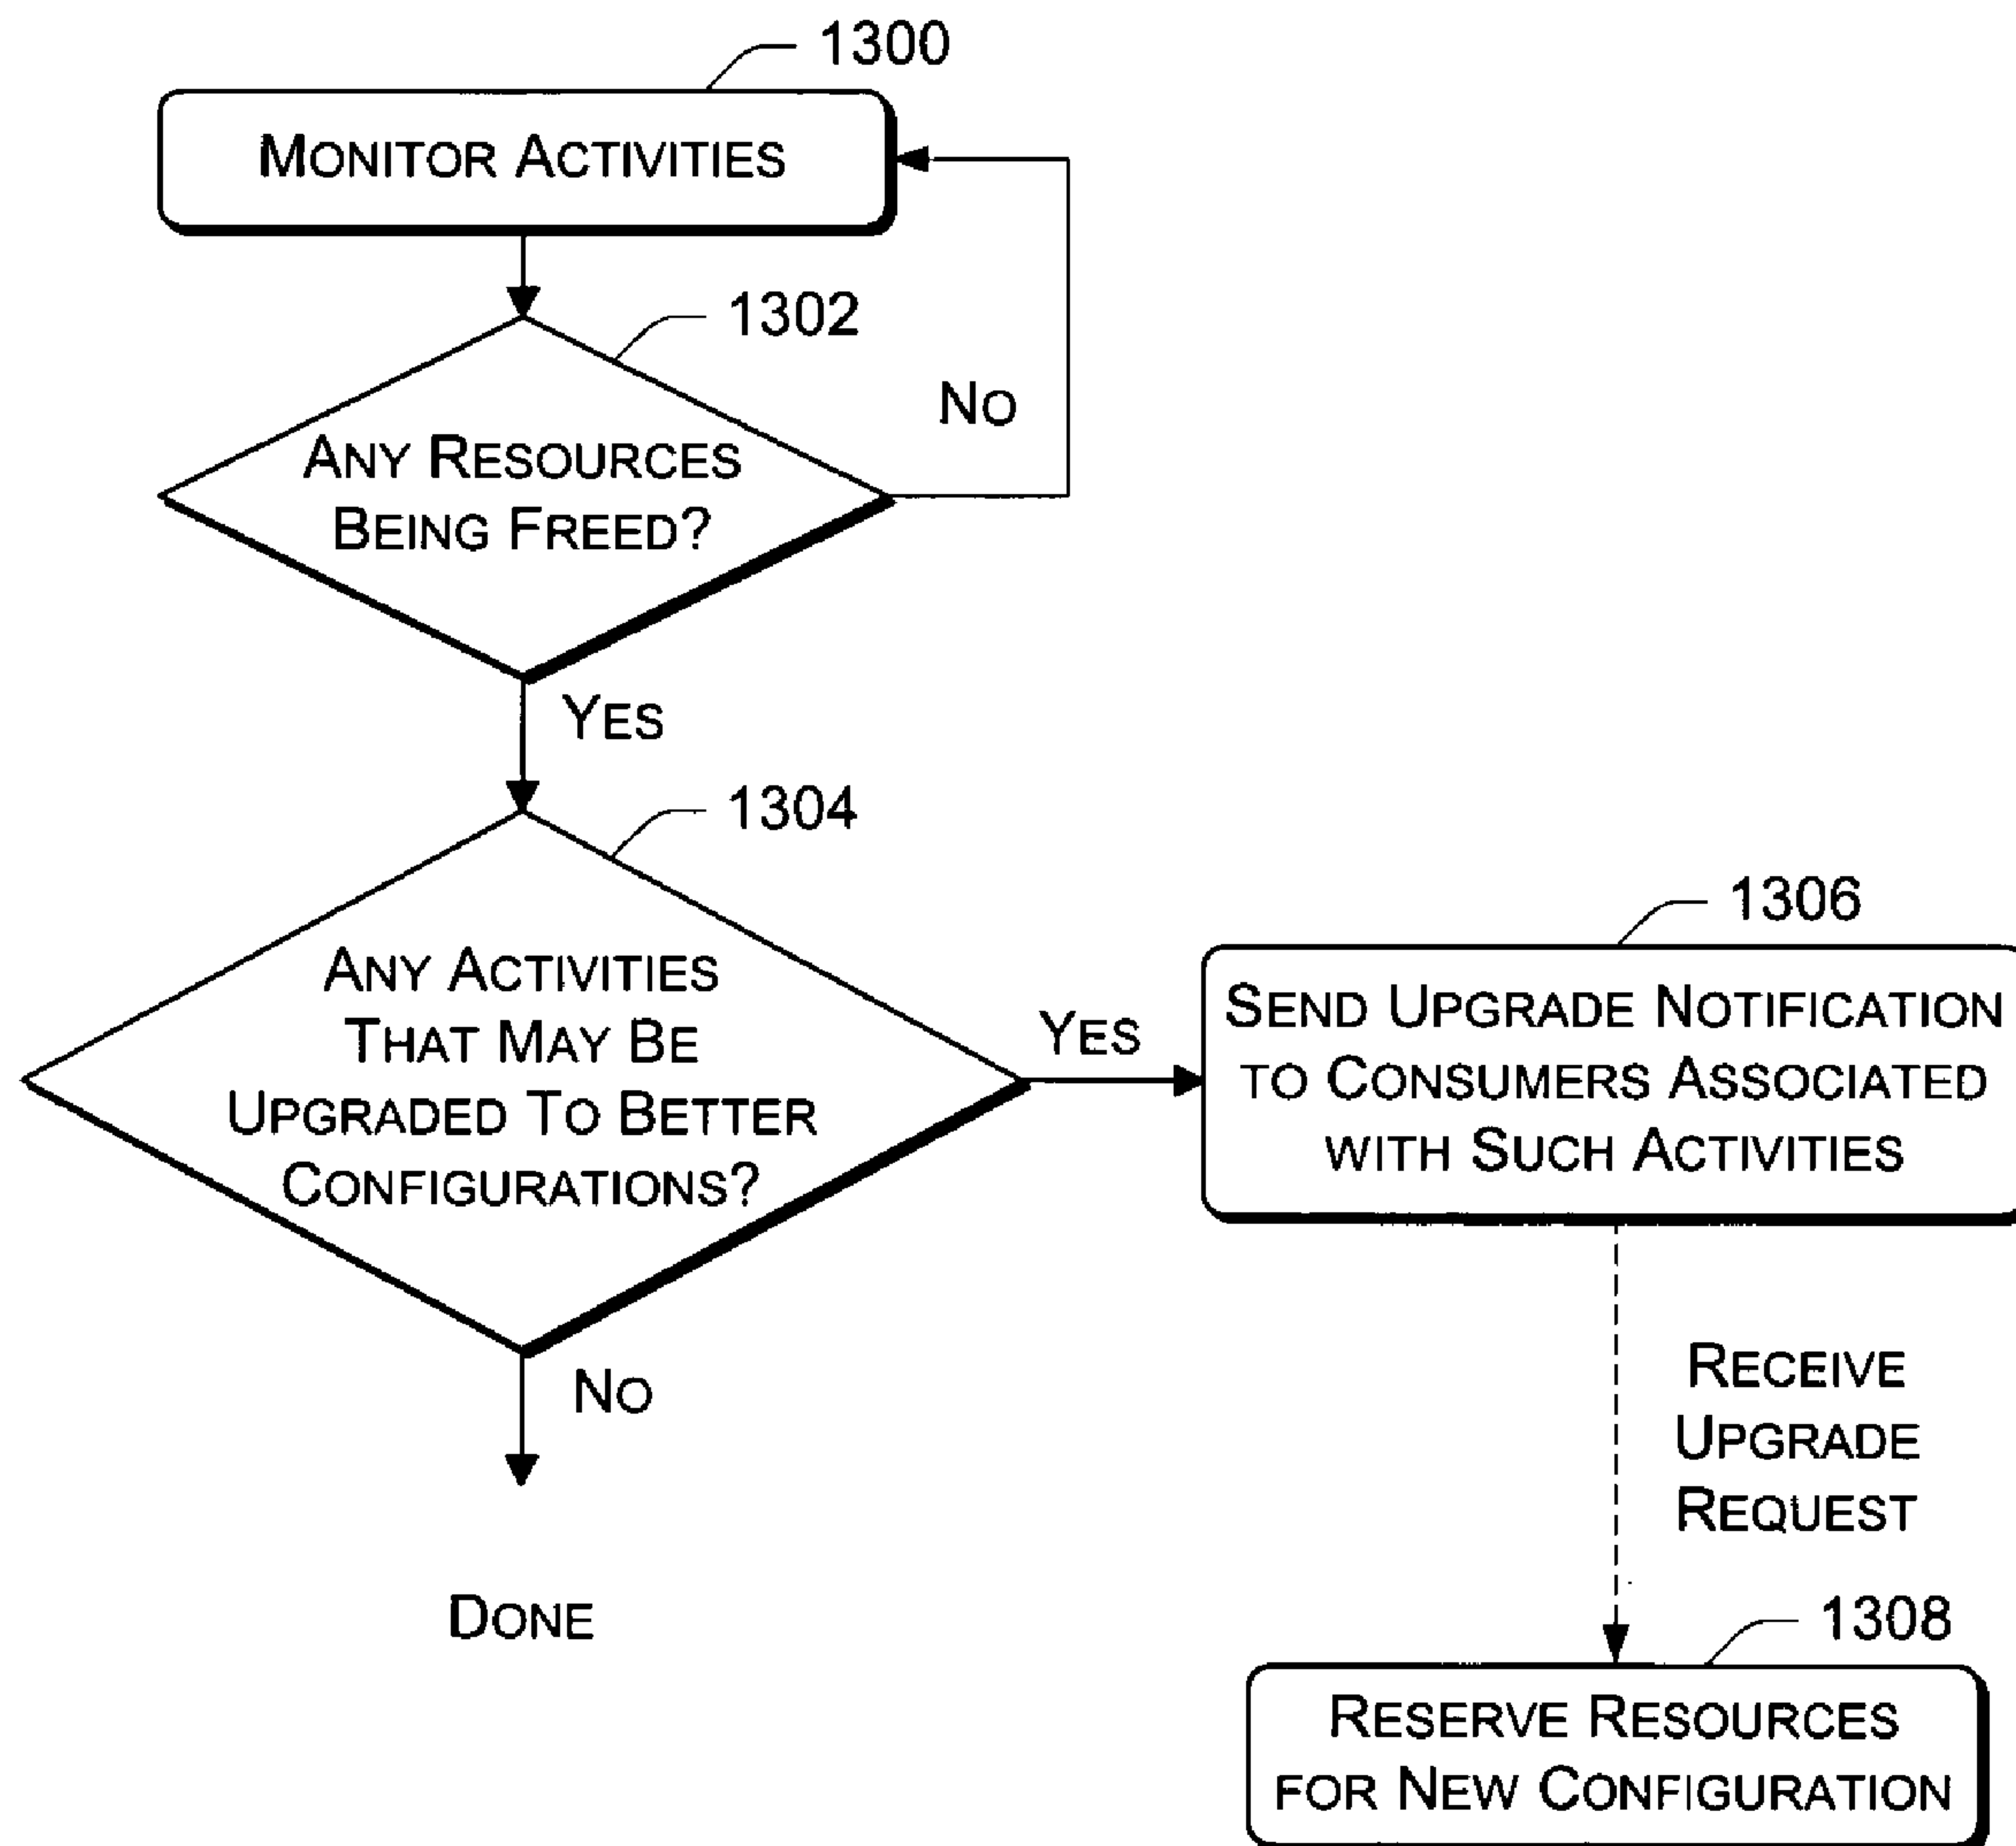 1300
MONITOR ACTIVITIES
1302
NO
ANY RESOURCES
BEING FREED?
YES
1304
ANY ACTIVITIES
THAT MAY BE
UPGRADED TO BETTER
CONFIGURATIONS?
YES
1306
SEND UPGRADE NOTIFICATION
TO CONSUMERS ASSOCIATED
WITH SUCH ACTIVITIES
NO
DONE
RECEIVE
UPGRADE
REQUEST
1308
RESERVE RESOURCES
FOR NEW CONFIGURATION